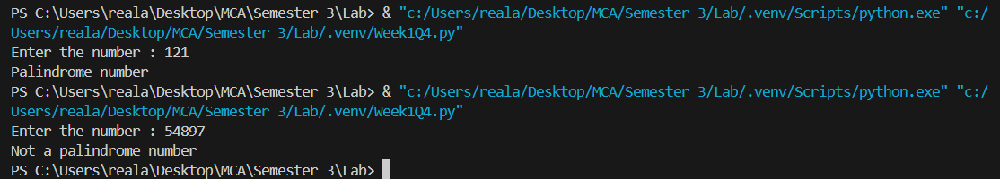 PS C:\Users\reala\Desktop\MCA\Semester 3\Lab> & "c:/Users/reala/Desktop/MCA/Semester 3/Lab/.venv/Scripts/python.exe" "c:/
Users/reala/Desktop/MCA/Semester 3/Lab/.venv/Week1Q4.py"
Enter the number : 121
Palindrome number
PS C:\Users\reala\Desktop\MCA\Semester 3\Lab> & "c:/Users/reala/Desktop/MCA/Semester 3/Lab/.venv/Scripts/python.exe" "c:/
Users/reala/Desktop/MCA/Semester 3/Lab/.venv/Week1Q4.py"
Enter the number : 54897
Not a palindrome number
PS C:\Users\reala\Desktop\MCA\Semester 3\Lab>